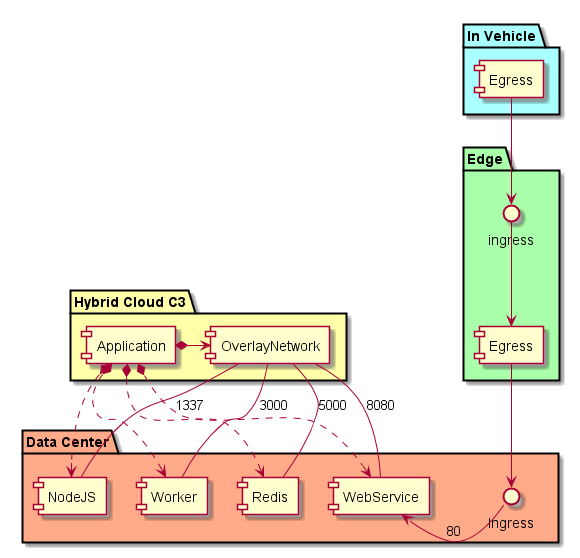 In Vehicle
Egress
Edge
ingress
Hybrid Cloud C3
Application
OverlayNetwork
Egress
1337
3000
5000
8080
Data Center
NodeJS
Worker
Redis
WebService
Ingress
80